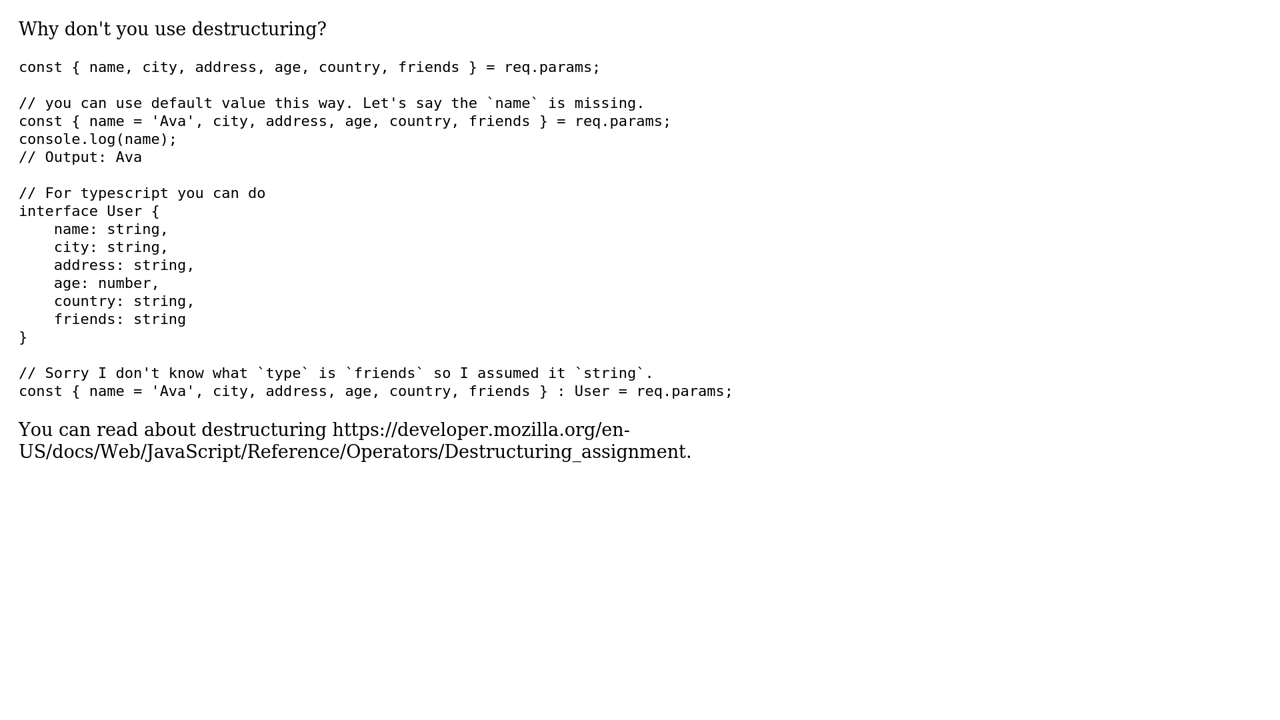 Why don't you use destructuring?
const { name, city, address, age, country, friends } = req.params;
// you can use default value this way. Let's say the `name` is missing.
const { name = 'Ava', city, address, age, country, friends } = req.params;
console.log(name);
// Output: Ava
// For typescript you can do
interface User {
    name: string,
    city: string,
    address: string,
    age: number,
    country: string,
    friends: string
}
// Sorry I don't know what `type` is `friends` so I assumed it `string`.
const { name = 'Ava', city, address, age, country, friends } : User = req.params;
You can read about destructuring https://developer.mozilla.org/en-
US/docs/Web/JavaScript/Reference/Operators/Destructuring_assignment.